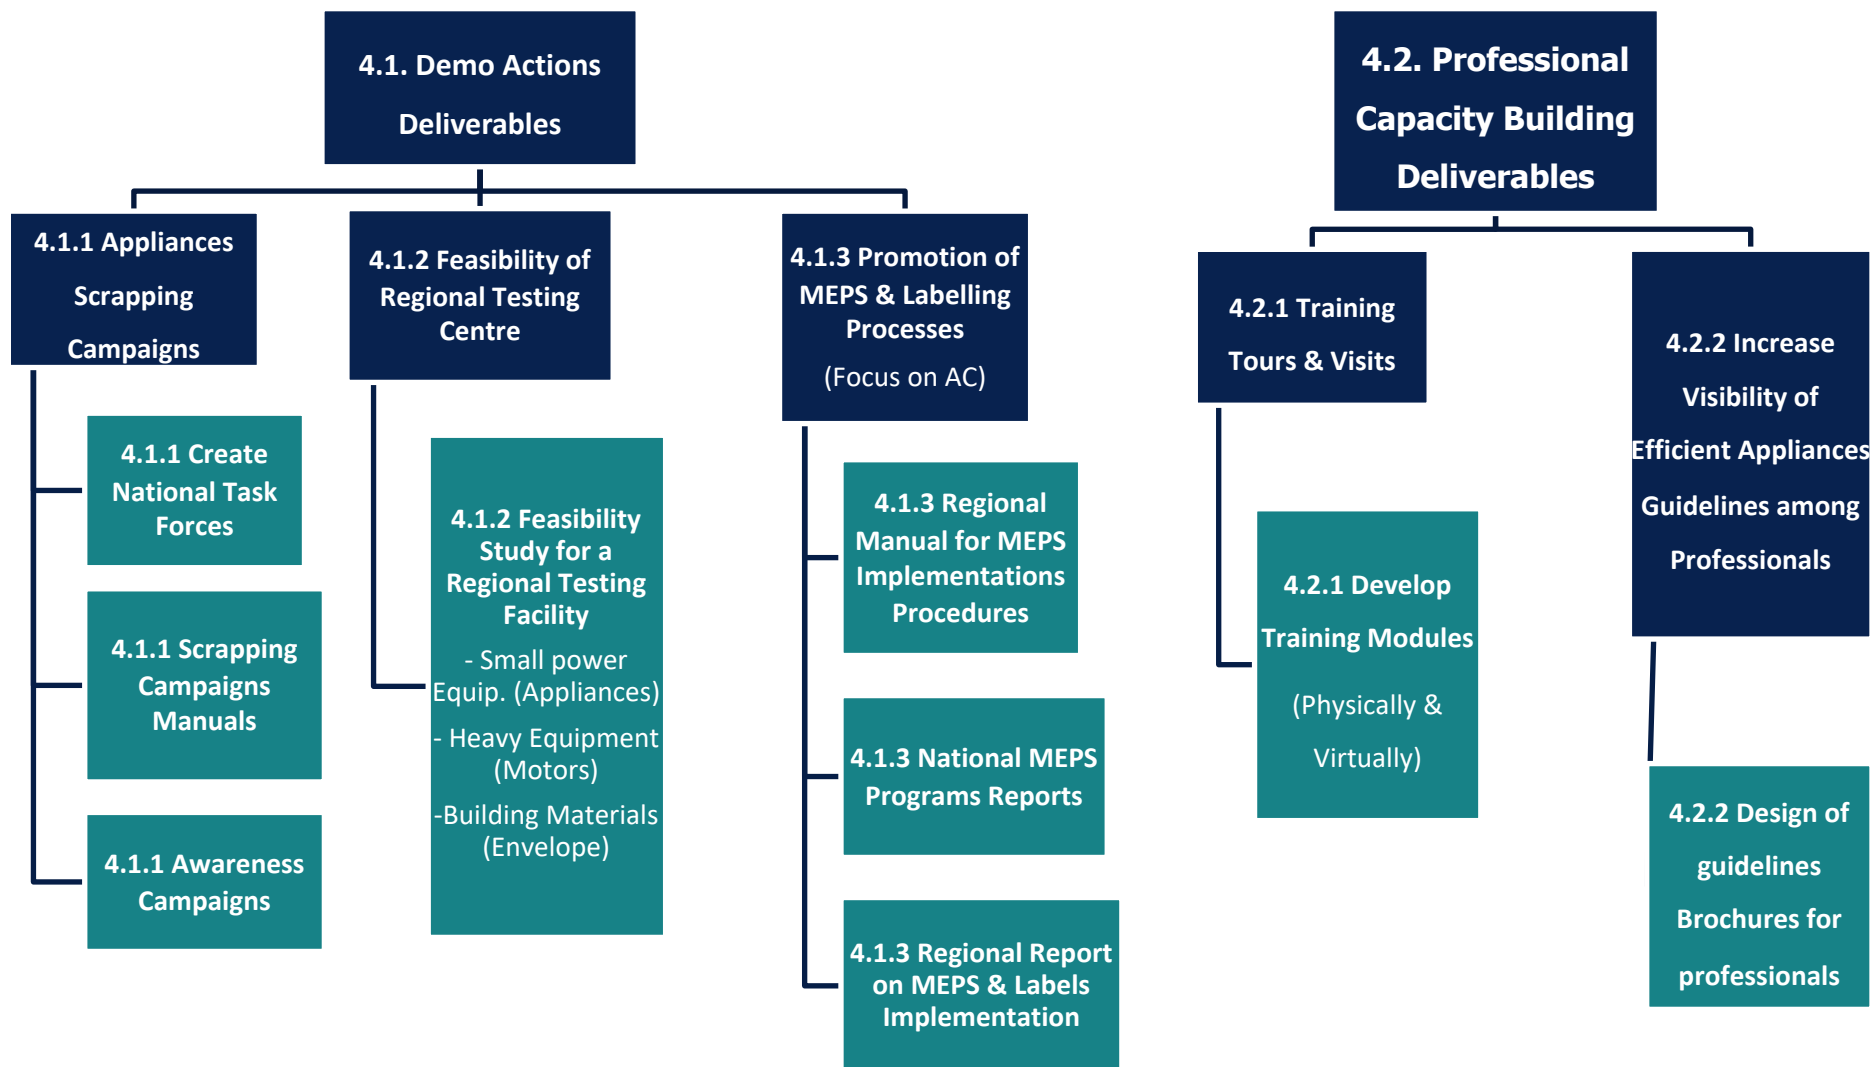 4.1. Demo Actions
Deliverables
4.1.1 Appliances
Scrapping
Campaigns
4.1.1 Create
National Task
Forces
4.1.1 Scrapping
Campaigns
Manuals
4.1.1 Awareness
Campaigns
4.1.2 Feasibility of
Regional Testing
Centre
4.1.2 Feasibility
Study for a
Regional Testing
Facility
- Small power
Equip. (Appliances)
- Heavy Equipment
(Motors)
-Building Materials
(Envelope)
4.1.3 Promotion of
MEPS & Labelling
Processes
(Focus on AC)
4.1.3 Regional
Manual for MEPS
Implementations
Procedures
4.1.3 National MEPS
Programs Reports
4.1.3 Regional Report
on MEPS & Labels
Implementation
4.2. Professional
Capacity Building
Deliverables
4.2.1 Training
Tours & Visits
4.2.1 Develop
Training Modules
(Physically &
Virtually)
4.2.2 Increase
Visibility of
Efficient Appliances
Guidelines among
Professionals
4.2.2 Design of
guidelines
Brochures for
professionals